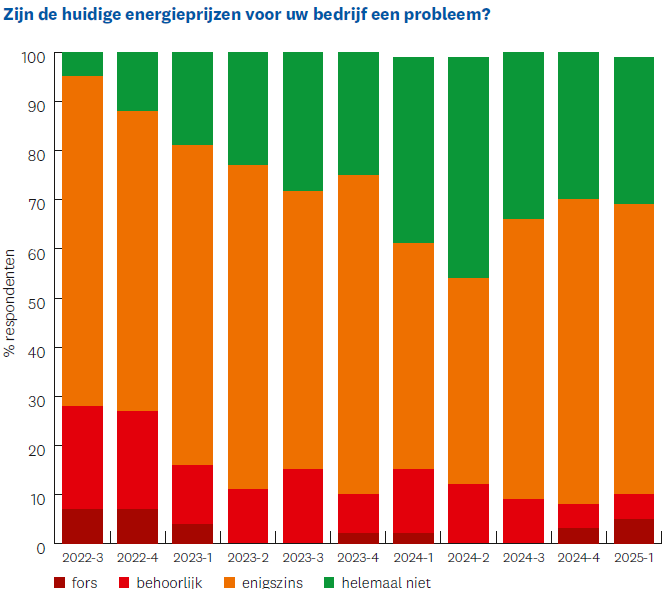 Zijn de huidige energieprijzen voor uw bedrijf een probleem?
% respondenten
100
90
80
70
60
50
40
30
20
10
0
2022-3 2022-4 2023-1 2023-2 2023-3 2023-4 2024-1 2024-2 2024-3 2024-4 2025-1
fors behoorlijk enigszins helemaal niet